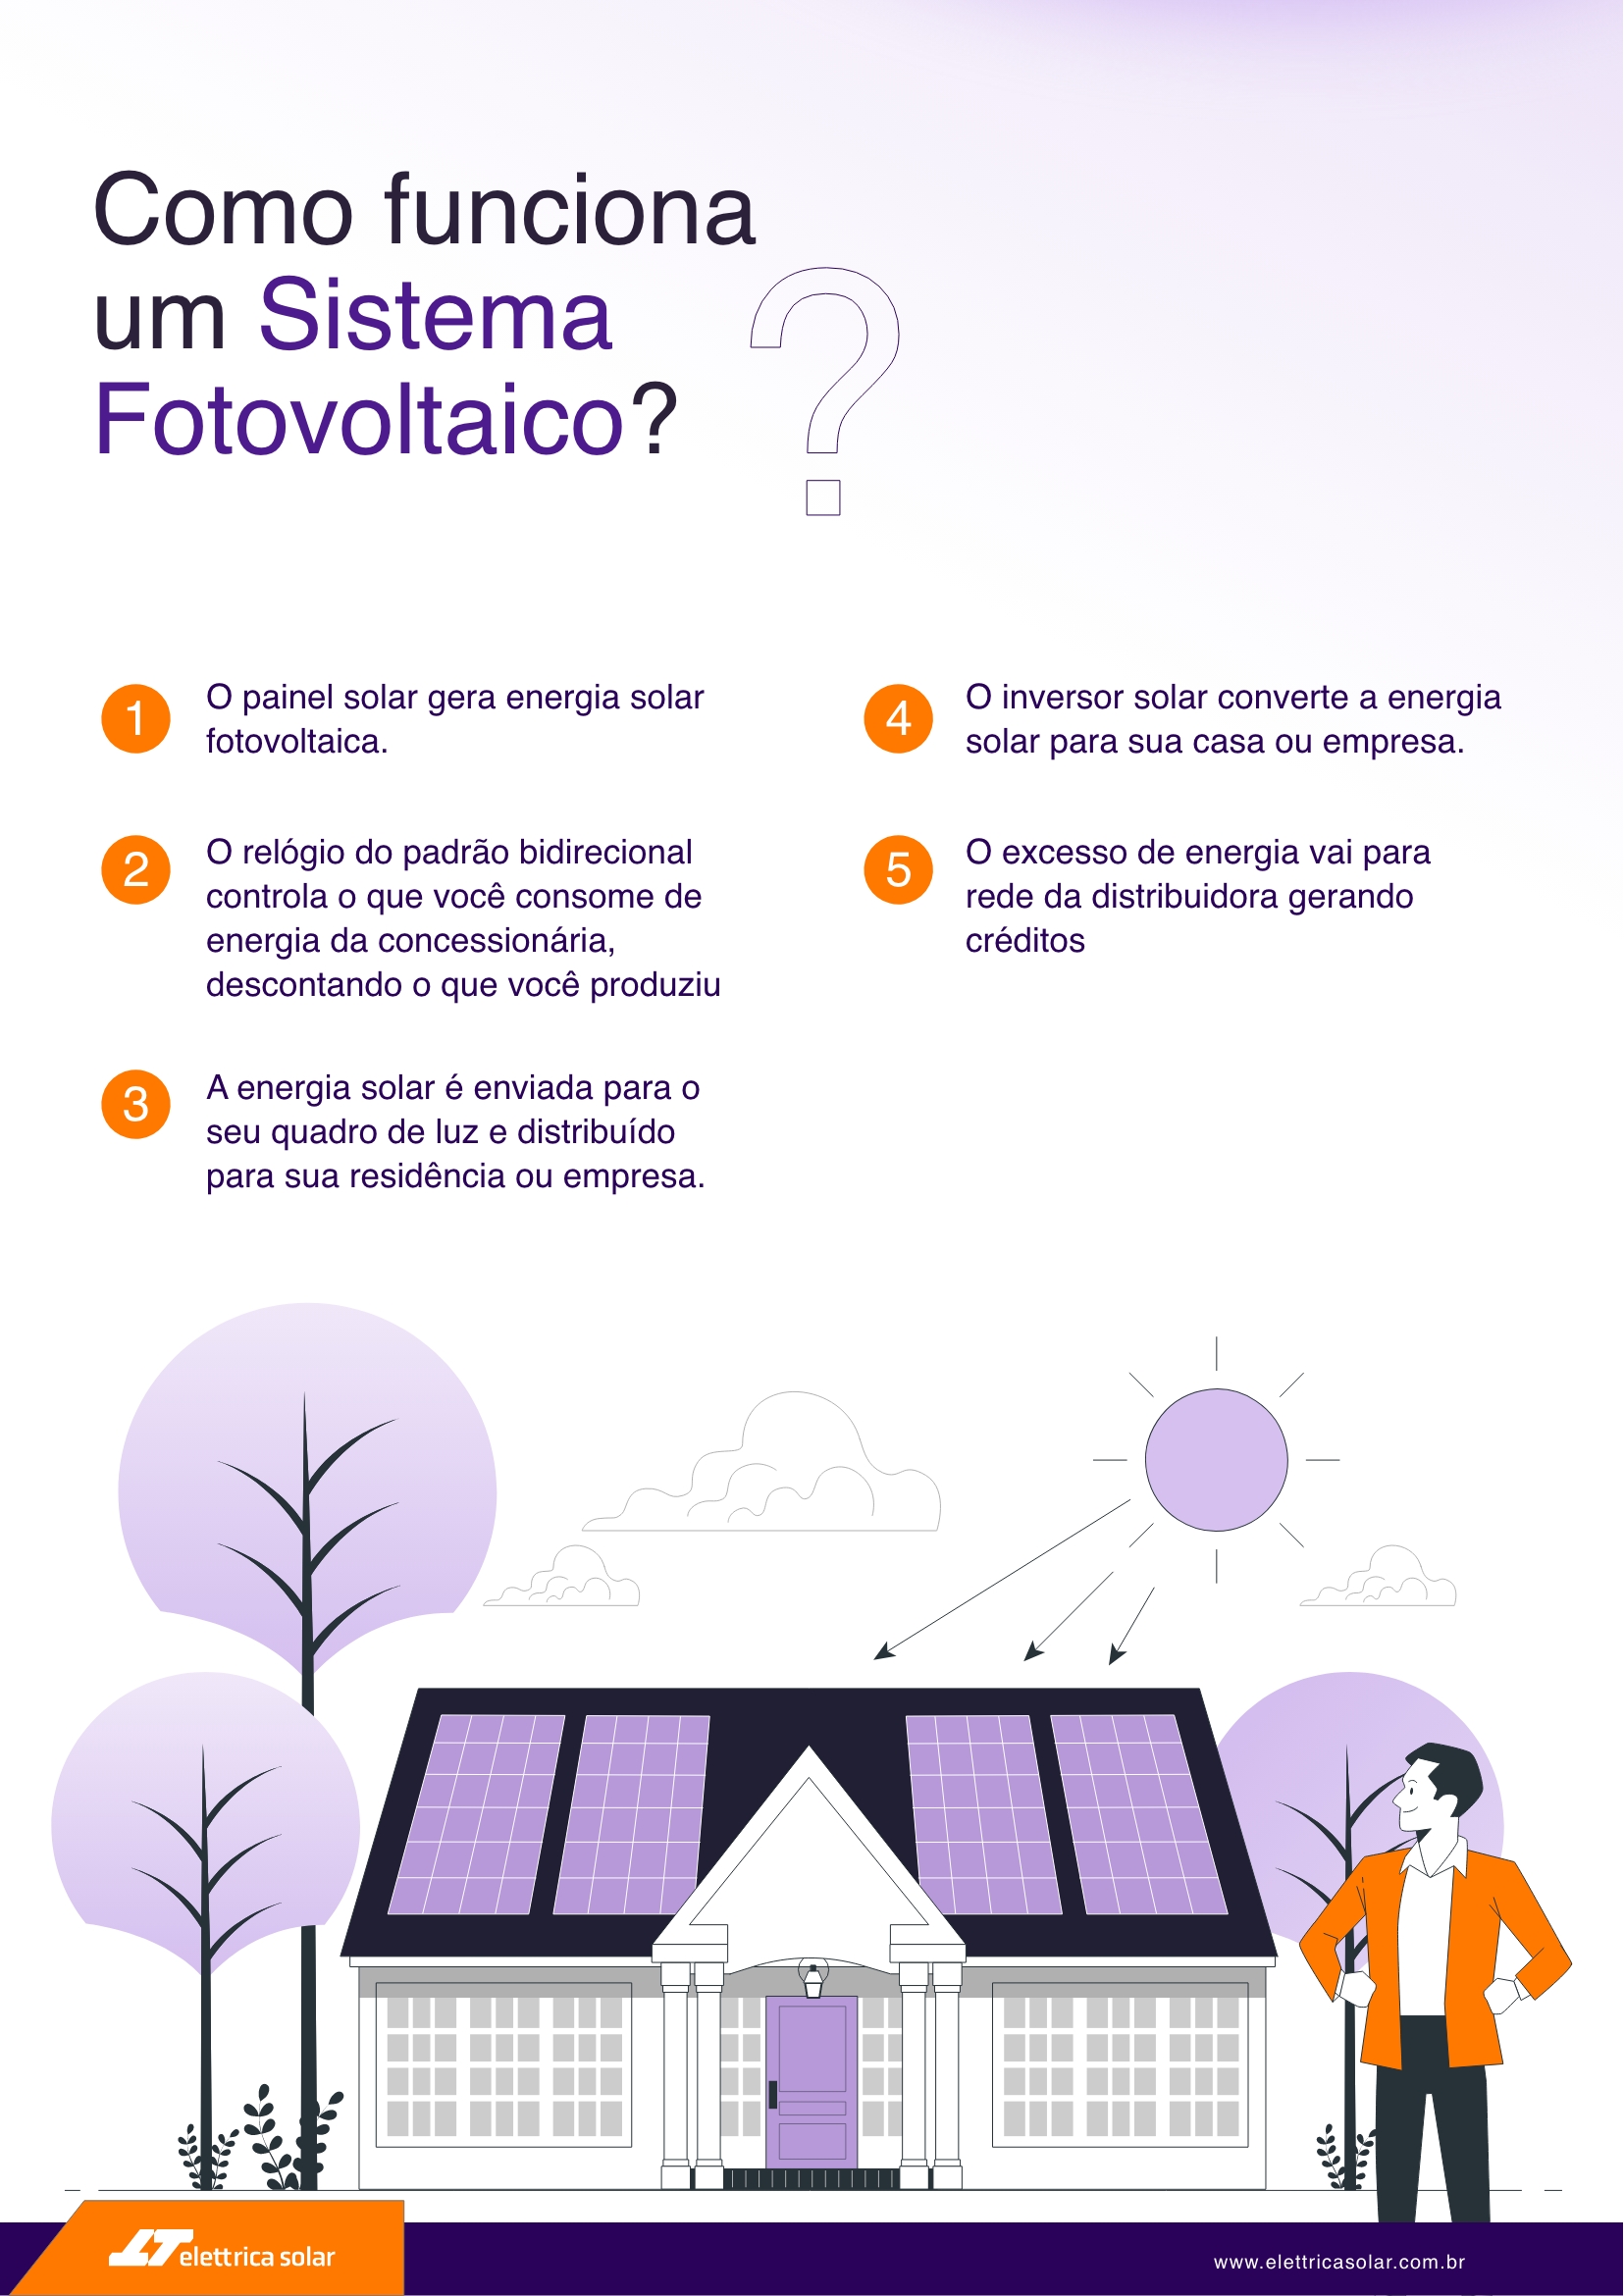 Como funciona
um Sistema
Fotovoltaico?
?
1
O painel solar gera energia solar
fotovoltaica.
2
O relógio do padrão bidirecional
controla o que você consome de
energia da concessionária,
descontando o que você produziu
3
A energia solar é enviada para o
seu quadro de luz e distribuído
para sua residência ou empresa.
4
O inversor solar converte a energia
solar para sua casa ou empresa.
5
O excesso de energia vai para
rede da distribuidora gerando
créditos
elettrica solar
www.elettricasolar.com.br